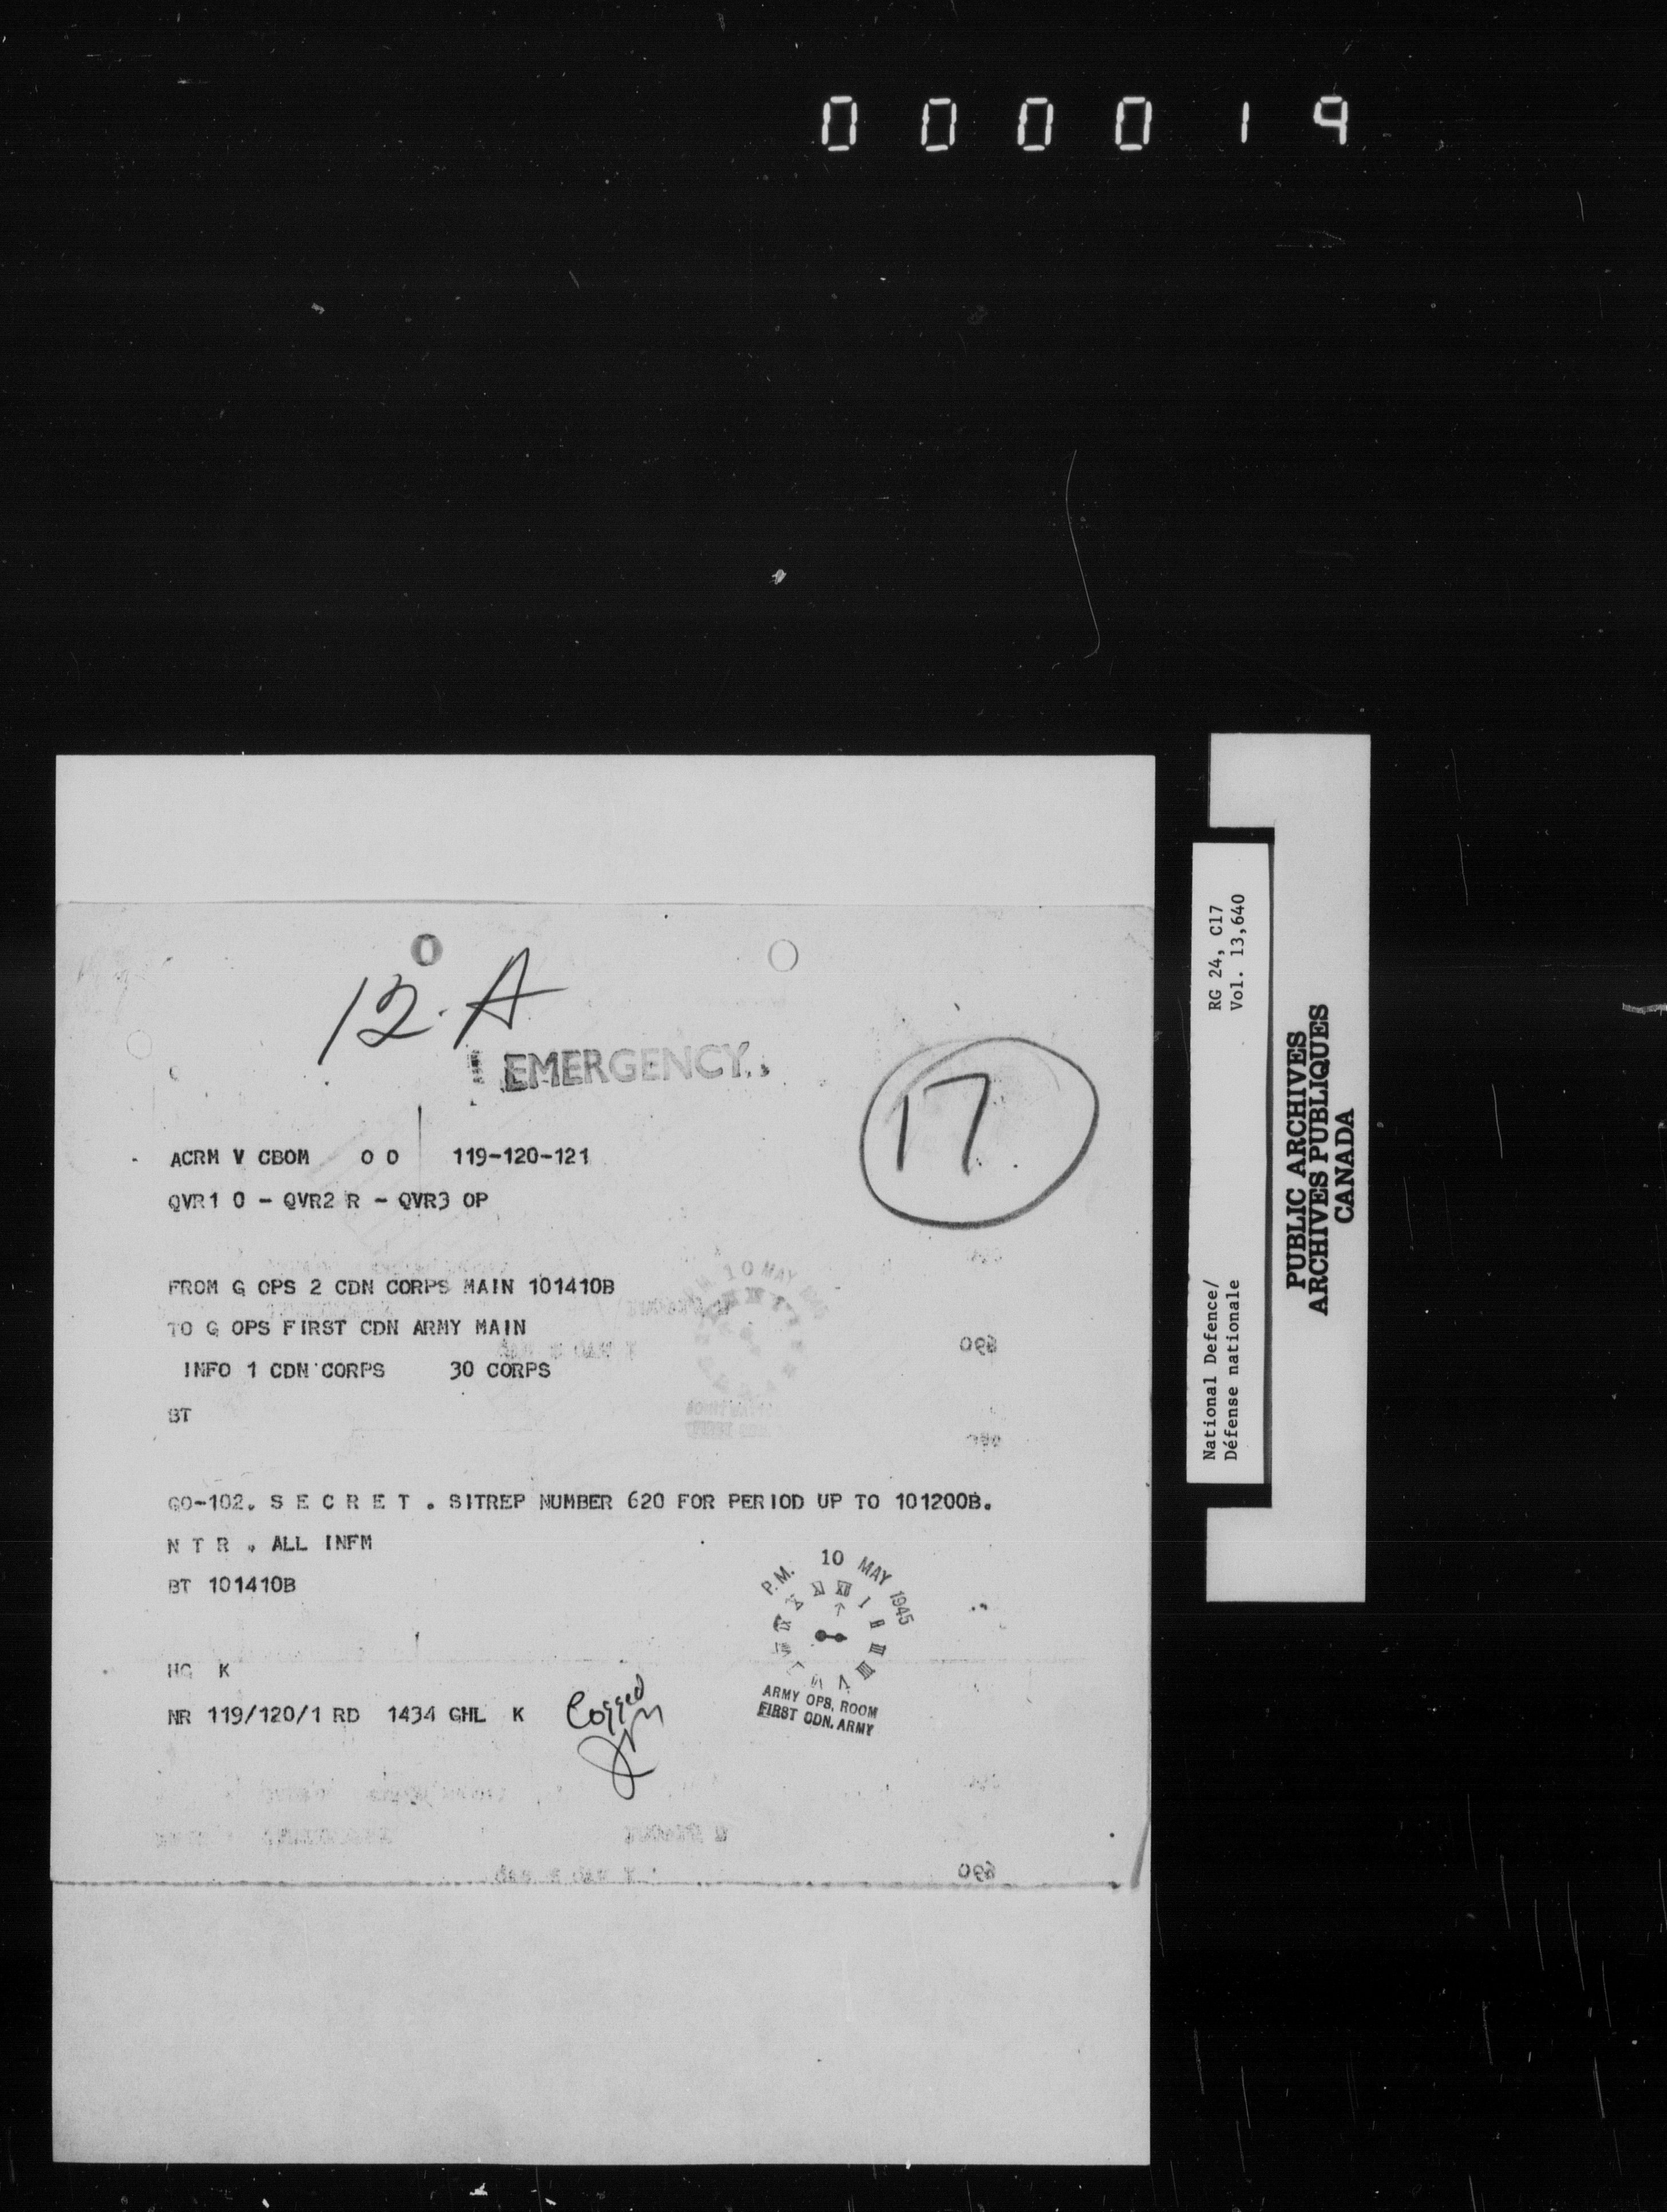 000019
12.A
EMERGENCY.
17
ACRM V CBOM O O 119-120-121
QVR1 O - QVR2 R - QVR3 OP
FROM G OPS 2 CDN CORPS MAIN 101410B
TO G OPS FIRST CDN ARMY MAIN
INFO 1 CDN CORPS 30 CORPS
BT
GO-102. S E C R E T . SITREP NUMBER 620 FOR PERIOD UP TO 101200B.
N T R . ALL INFM
BT 101410B
P.M. 10 MAY 1945
ARMY OPS. ROOM
FIRST CDN. ARMY
HG K
NR 119/120/1 RD 1434 GHL K
Logged
10 MAY
RG 24, C17
Vol. 13,640
National Defence/
Défense nationale
PUBLIC ARCHIVES
ARCHIVES PUBLIQUES
CANADA